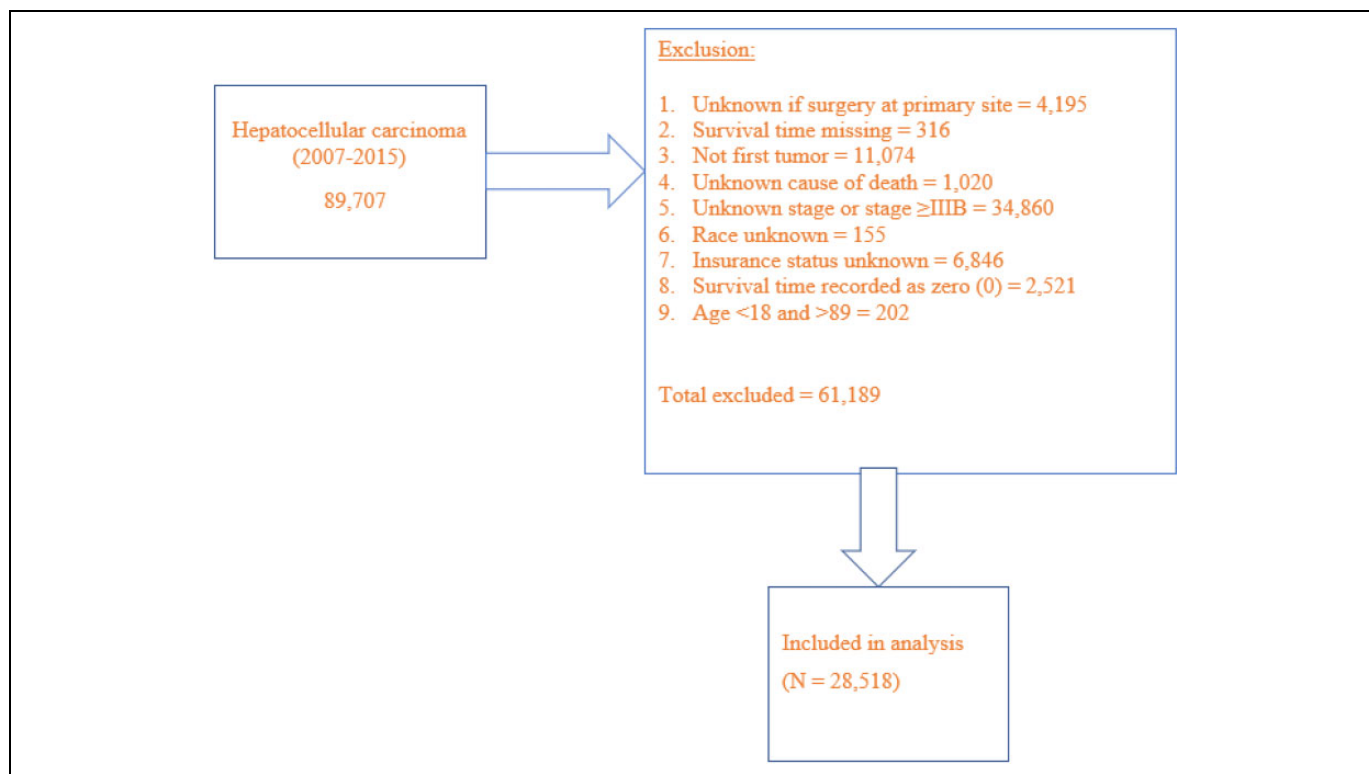 Hepatocellular carcinoma
(2007-2015)
89,707
Exclusion:
1. Unknown if surgery at primary site = 4,195
2. Survival time missing = 316
3. Not first tumor = 11,074
4. Unknown cause of death = 1,020
5. Unknown stage or stage ≥IIIB = 34,860
6. Race unknown = 155
7. Insurance status unknown = 6,846
8. Survival time recorded as zero (0) = 2,521
9. Age <18 and >89 = 202
Total excluded = 61,189
Included in analysis
(N = 28,518)